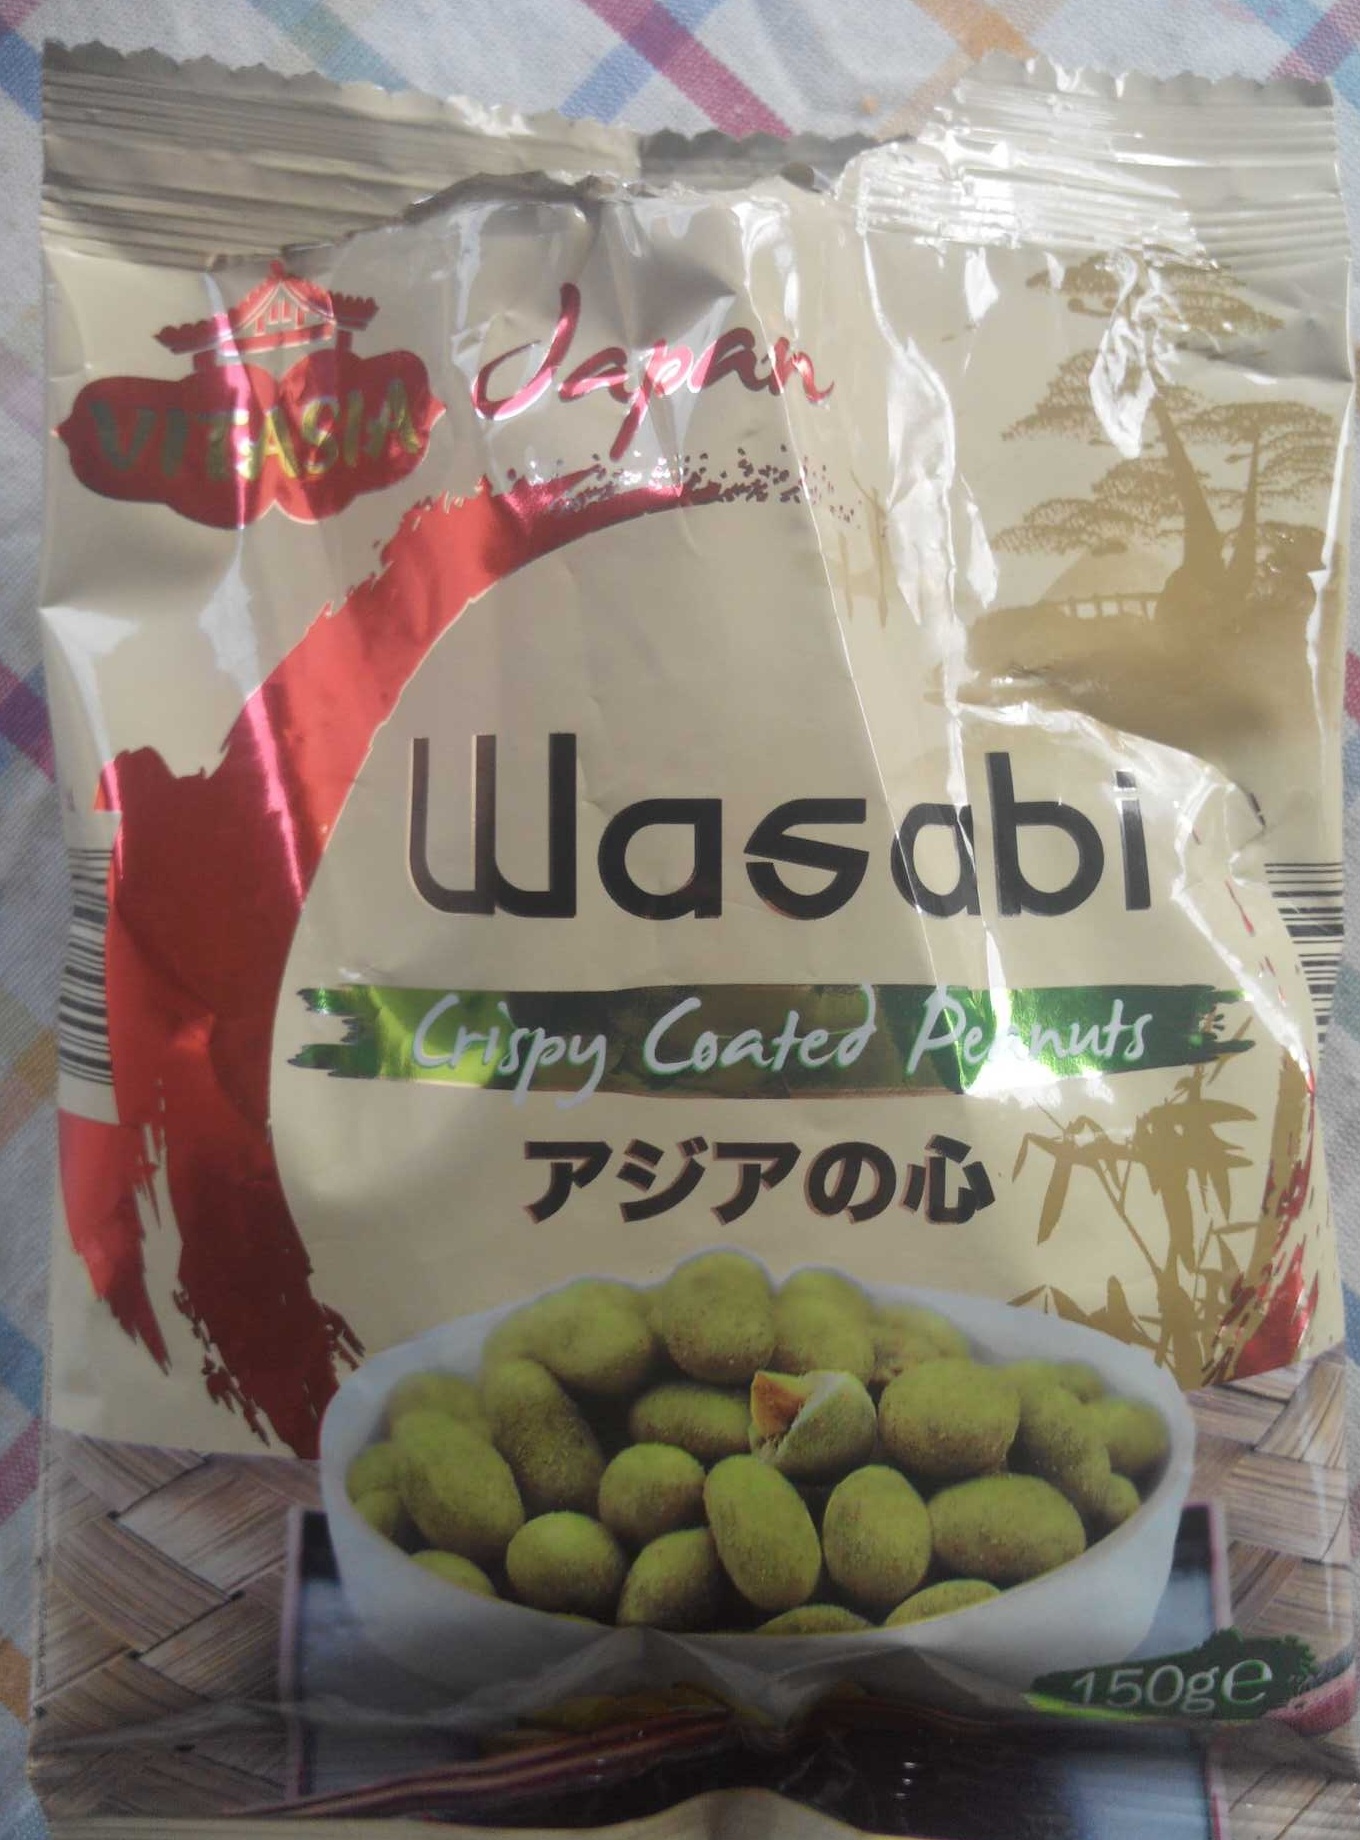 VITASIA
Japan
Wasabi
Crispy Coated Peanuts
アジアの心
150g℮